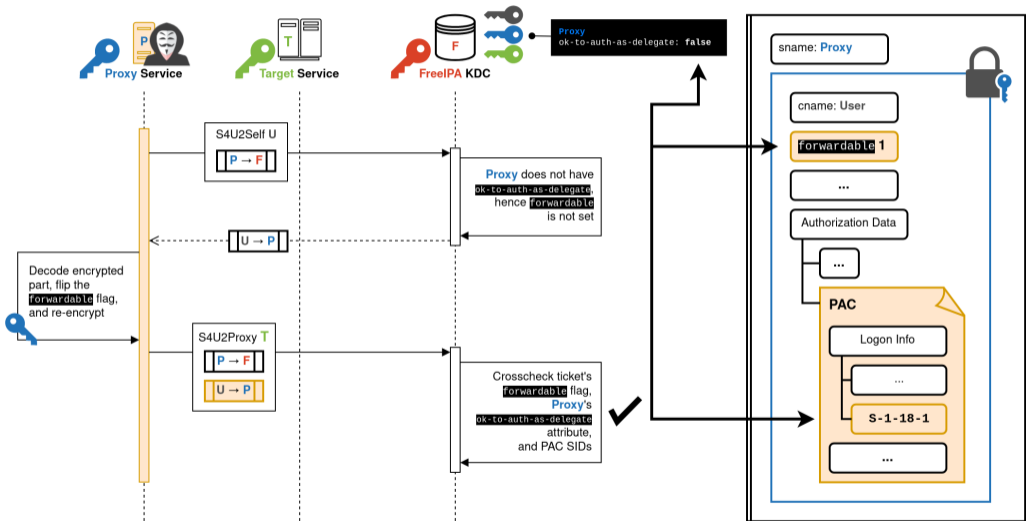 P
T
F
Proxy Service
Target Service
FreeIPA KDC
Proxy
ok-to-auth-as-delegate: false
S4U2Self U
P → F
Proxy does not have
ok-to-auth-as-delegate,
hence forwardable
is not set
U → P
Decode encrypted
part, flip the
forwardable flag,
and re-encrypt
S4U2Proxy T
P → F
U → P
Crosscheck ticket's
forwardable flag,
Proxy's
ok-to-auth-as-delegate
attribute,
and PAC SIDs
sname: Proxy
cname: User
forwardable 1
...
Authorization Data
...
PAC
Logon Info
...
S-1-18-1
...